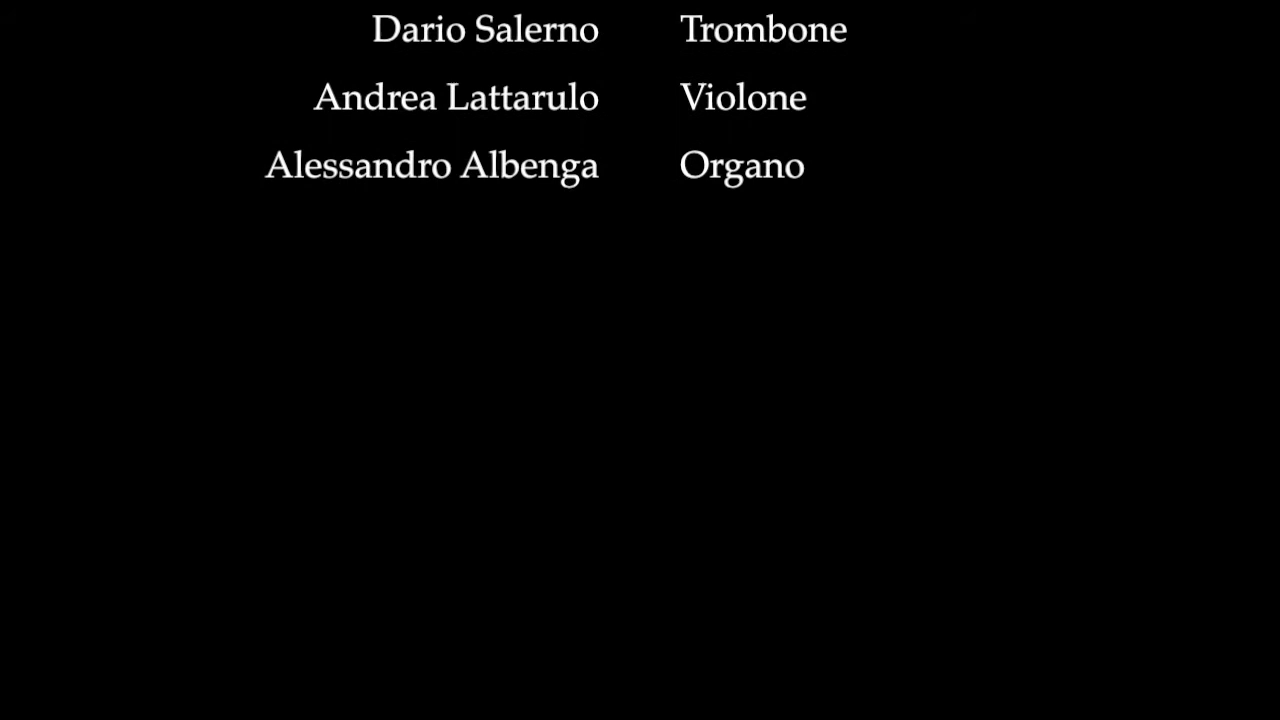 Dario Salerno Trombone
Andrea Lattarulo Violone
Alessandro Albenga Organo